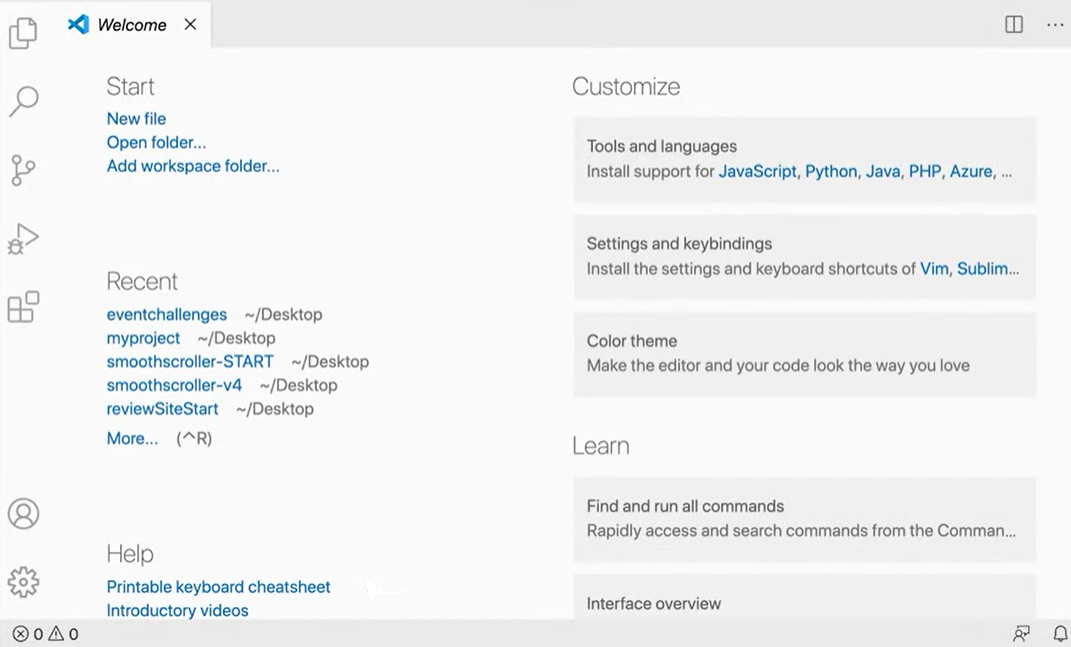 Welcome
Start
New file
Open folder...
Add workspace folder...
Recent
eventchallenges ~/Desktop
myproject ~/Desktop
smoothscroller-START ~/Desktop
smoothscroller-v4 ~/Desktop
reviewSiteStart ~/Desktop
More... (^R)
Help
Printable keyboard cheatsheet
Introductory videos
Customize
Tools and languages
Install support for JavaScript, Python, Java, PHP, Azure, ...
Settings and keybindings
Install the settings and keyboard shortcuts of Vim, Sublim...
Color theme
Make the editor and your code look the way you love
Learn
Find and run all commands
Rapidly access and search commands from the Comman...
Interface overview
0 0